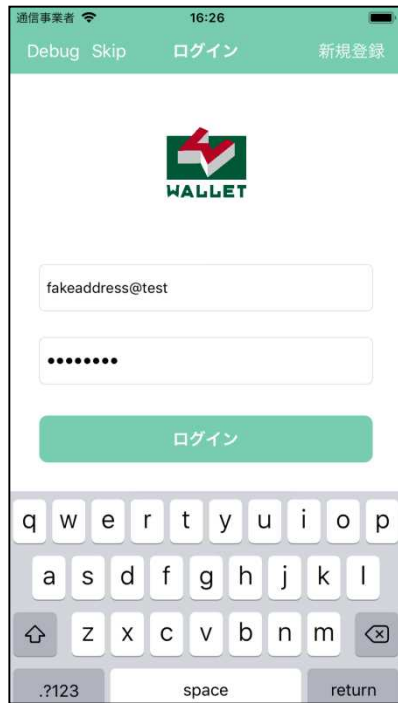 通信事業者 16:26
Debug Skip ログイン 新規登録
WALLET
fakeaddress@test
••••••••
ログイン
q w e r t y u i o p
a s d f g h j k l
z x c v b n m
.?123 space return